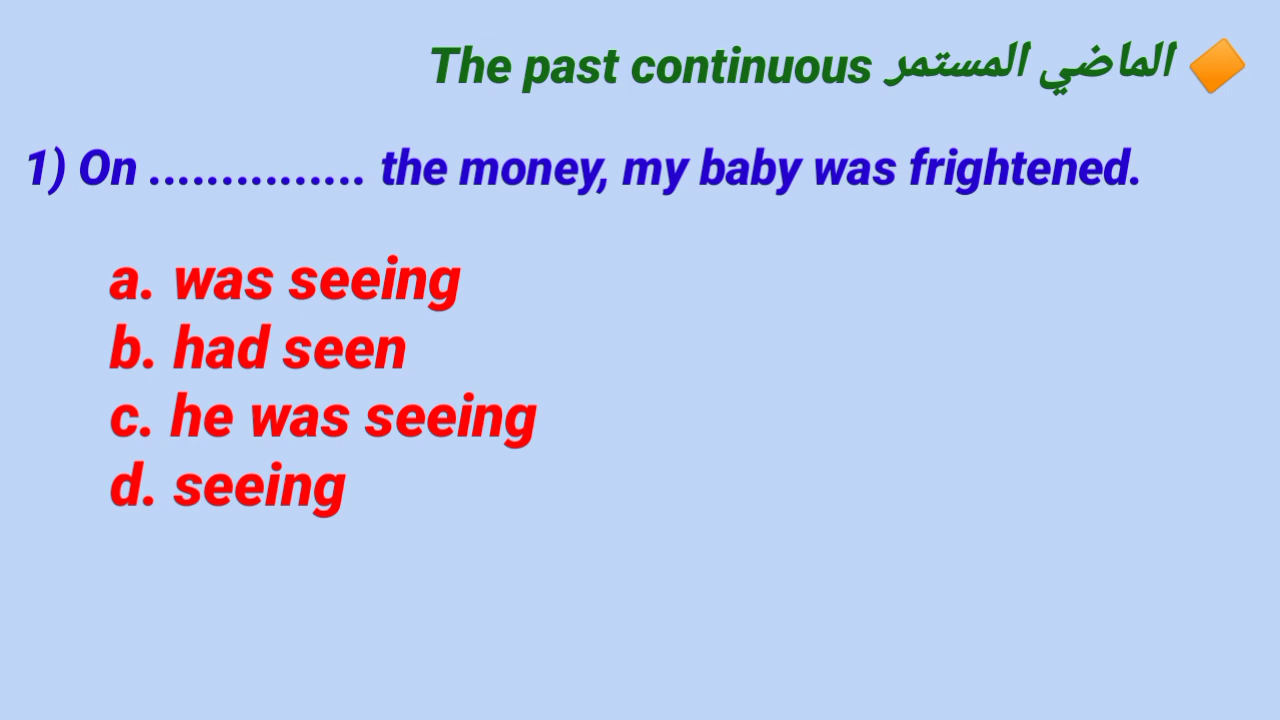 🔶 الماضي المستمر The past continuous
1) On ............... the money, my baby was frightened.
a. was seeing
b. had seen
c. he was seeing
d. seeing